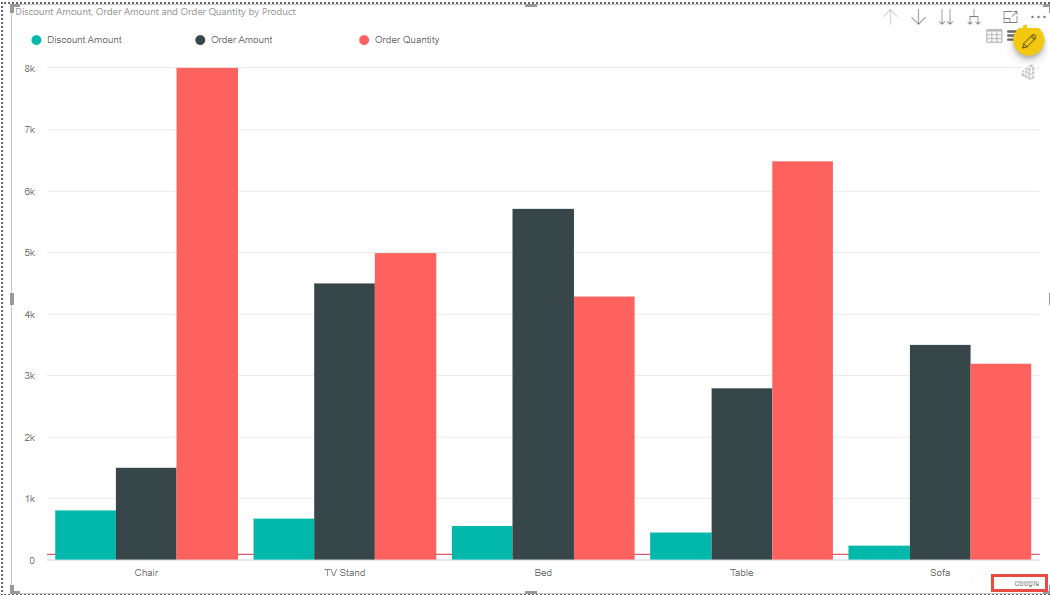 Discount Amount, Order Amount and Order Quantity by Product
Discount Amount Order Amount Order Quantity
8k
7k
6k
5k
4k
3k
2k
1k
0
Chair TV Stand Bed Table Sofa
Google